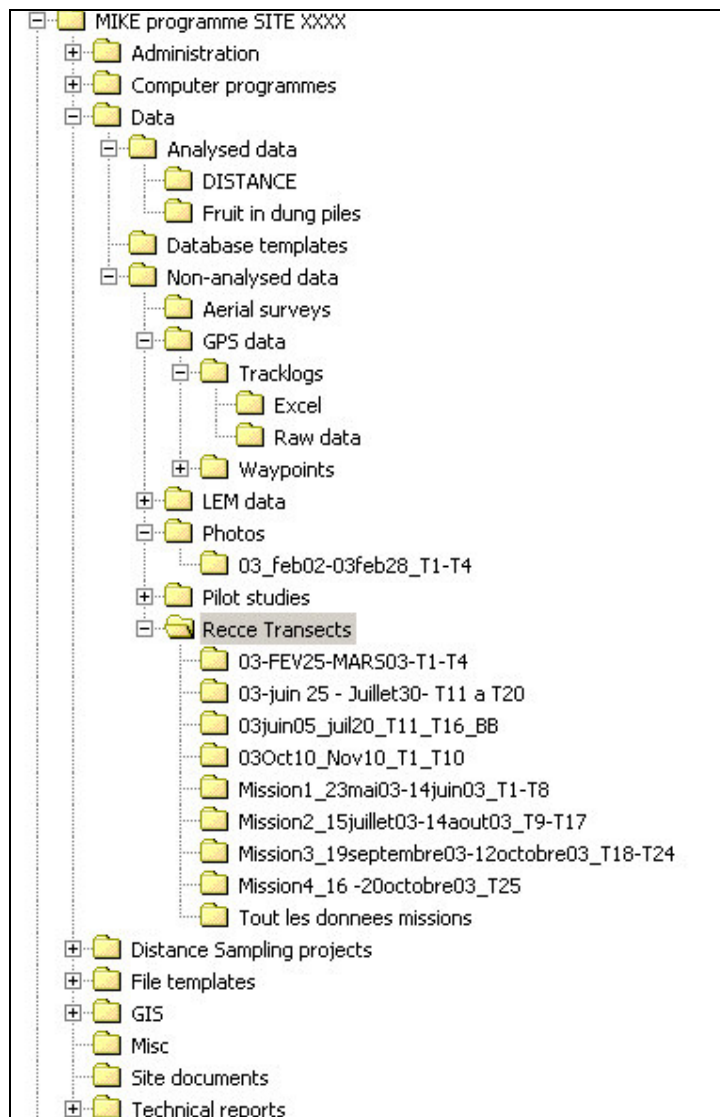 MIKE programme SITE XXXX
Administration
Computer programmes
Data
Analysed data
DISTANCE
Fruit in dung piles
Database templates
Non-analysed data
Aerial surveys
GPS data
Tracklogs
Excel
Raw data
Waypoints
LEM data
Photos
03_feb02-03feb28_T1-T4
Pilot studies
Recce Transects
03-FEV25-MARS03-T1-T4
03-juin 25 - Juillet30- T11 a T20
03juin05_juil20_T11_T16_BB
03Oct10_Nov10_T1_T10
Mission1_23mai03-14juin03_T1-T8
Mission2_15juillet03-14aout03_T9-T17
Mission3_19septembre03-12octobre03_T18-T24
Mission4_16 -20octobre03_T25
Tout les donnees missions
Distance Sampling projects
File templates
GIS
Misc
Site documents
Technical reports